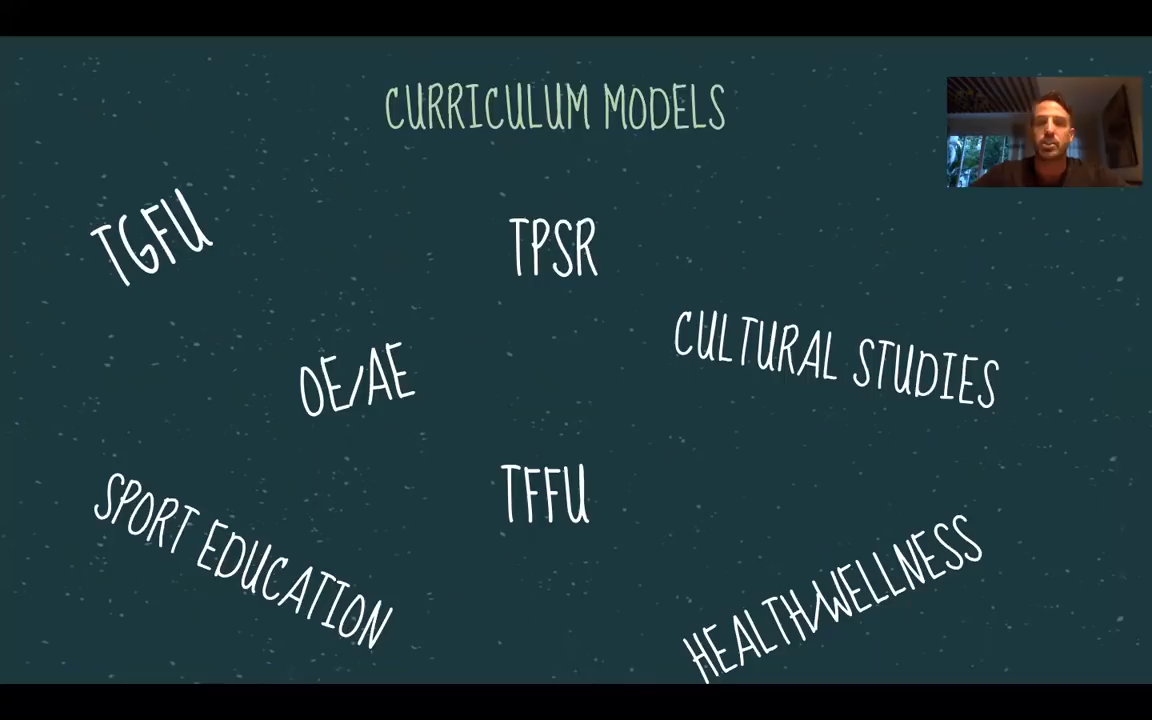 CURRICULUM MODELS
TGFU
TPSR
CULTURAL STUDIES
OE/AE
TFFU
SPORT EDUCATION
HEALTH/WELLNESS